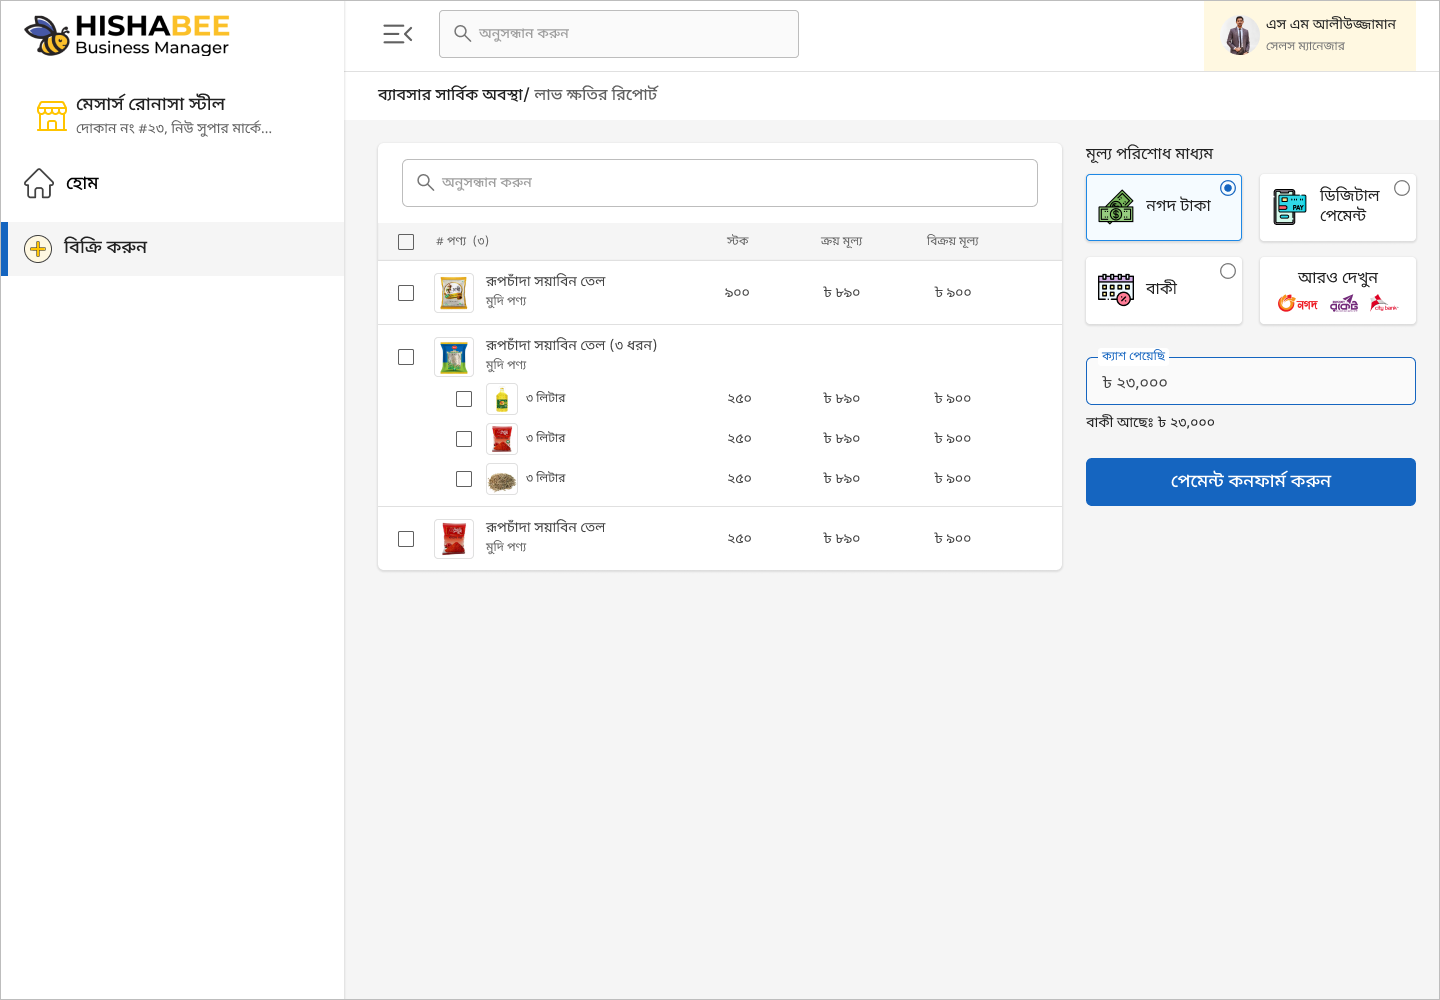 HISHABEE
Business Manager
অনুসন্ধান করুন
এস এম আলীউজ্জামান
সেলস ম্যানেজার
মেসার্স রোনাসা স্টীল
দোকান নং #২৩, নিউ সুপার মার্কে...
হোম
বিক্রি করুন
ব্যাবসার সার্বিক অবস্থা/ লাভ ক্ষতির রিপোর্ট
অনুসন্ধান করুন
# পণ্য (৩) স্টক ক্রয় মূল্য বিক্রয় মূল্য
রূপচাঁদা সয়াবিন তেল
মুদি পণ্য
৯০০ ৳ ৮৯০ ৳ ৯০০
রূপচাঁদা সয়াবিন তেল (৩ ধরন)
মুদি পণ্য
৩ লিটার ২৫০ ৳ ৮৯০ ৳ ৯০০
৩ লিটার ২৫০ ৳ ৮৯০ ৳ ৯০০
৩ লিটার ২৫০ ৳ ৮৯০ ৳ ৯০০
রূপচাঁদা সয়াবিন তেল
মুদি পণ্য
২৫০ ৳ ৮৯০ ৳ ৯০০
মূল্য পরিশোধ মাধ্যম
নগদ টাকা
ডিজিটাল
পেমেন্ট
PAY
বাকী
আরও দেখুন
নগদ রকেট city bank
ক্যাশ পেয়েছি
৳ ২৩,০০০
বাকী আছেঃ ৳ ২৩,০০০
পেমেন্ট কনফার্ম করুন